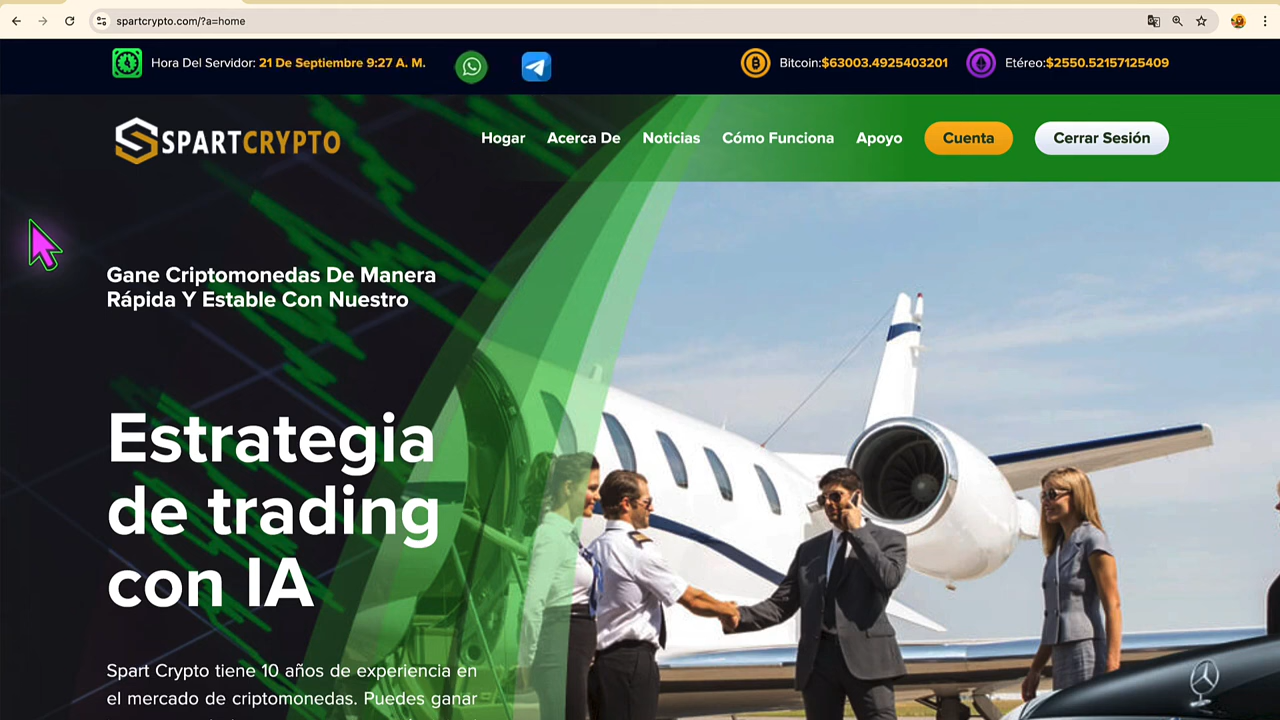 spartcrypto.com/?a=home
Hora Del Servidor: 21 De Septiembre 9:27 A. M.
Bitcoin:$63003.4925403201
Etéreo:$2550.52157125409
SPARTCRYPTO
Hogar
Acerca De
Noticias
Cómo Funciona
Apoyo
Cuenta
Cerrar Sesión
Gane Criptomonedas De Manera
Rápida Y Estable Con Nuestro
Estrategia
de trading
con IA
Spart Crypto tiene 10 años de experiencia en
el mercado de criptomonedas. Puedes ganar